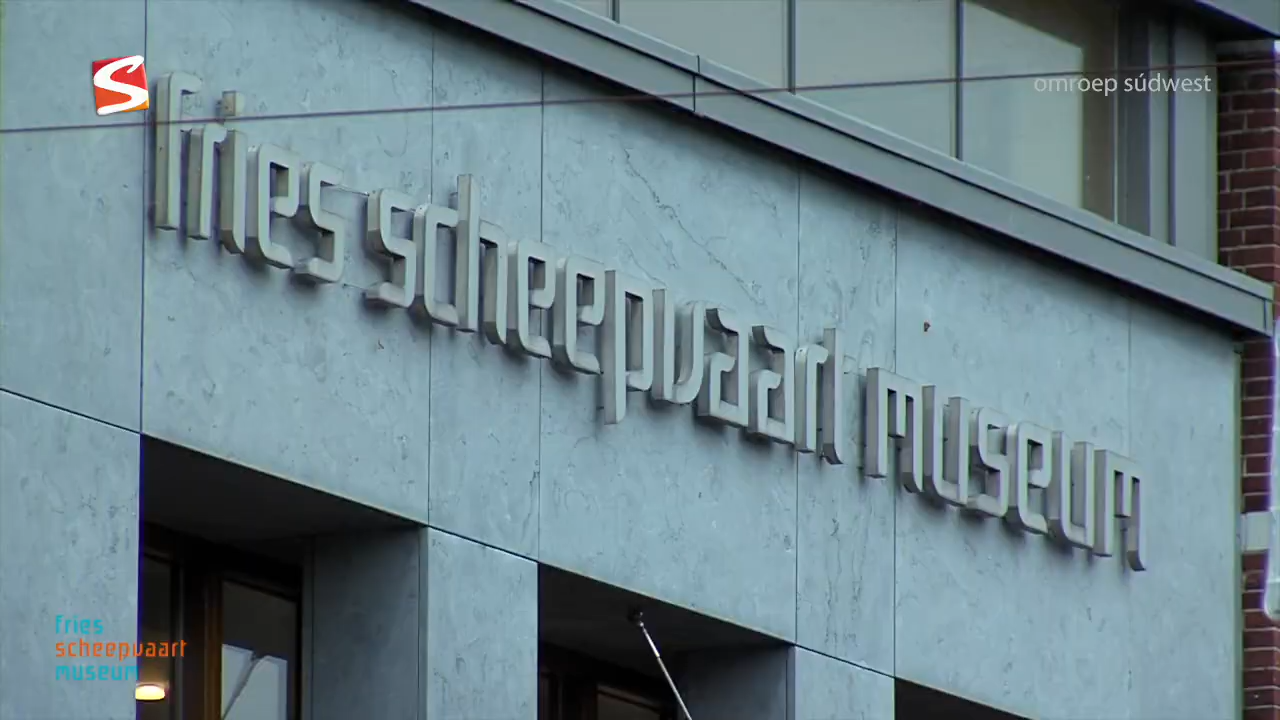 S
omroep súdwest
fries scheepvaart museum
fries
scheepvaart
museum